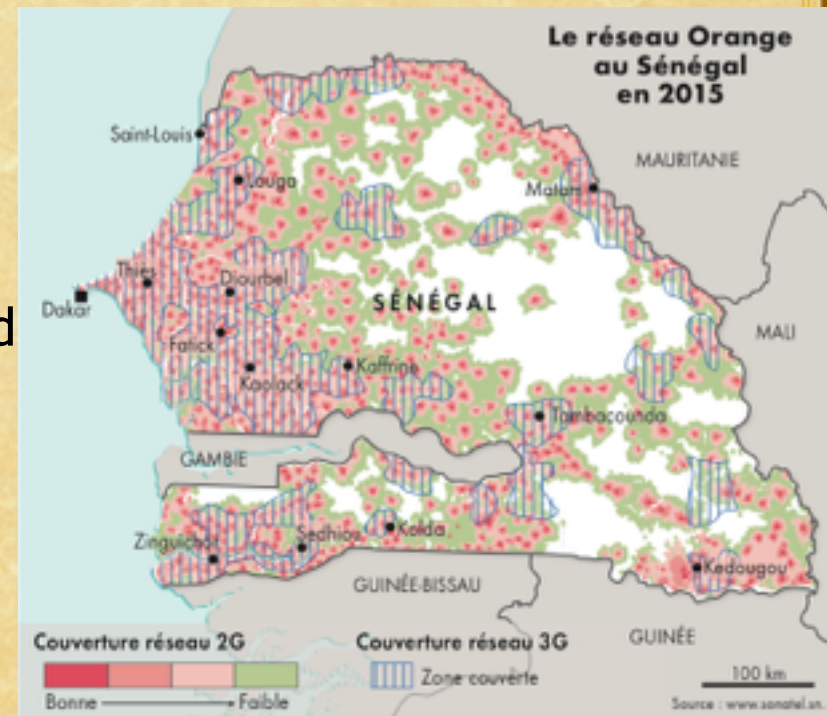 Le réseau Orange
au Sénégal
en 2015
Saint-Louis
MAURITANIE
Louga
Matam
Thiès
Diourbel
Dakar
SÉNÉGAL
d
MALI
Fatick
Kaffrine
Kaolack
Tambacounda
GAMBIE
Kolda
Sedhiou
Zinguichor
Kedougou
GUINÉE-BISSAU
GUINÉE
Couverture réseau 2G
Couverture réseau 3G
Zone couverte
100 km
Bonne
Faible
Source : www.sonatel.sn.